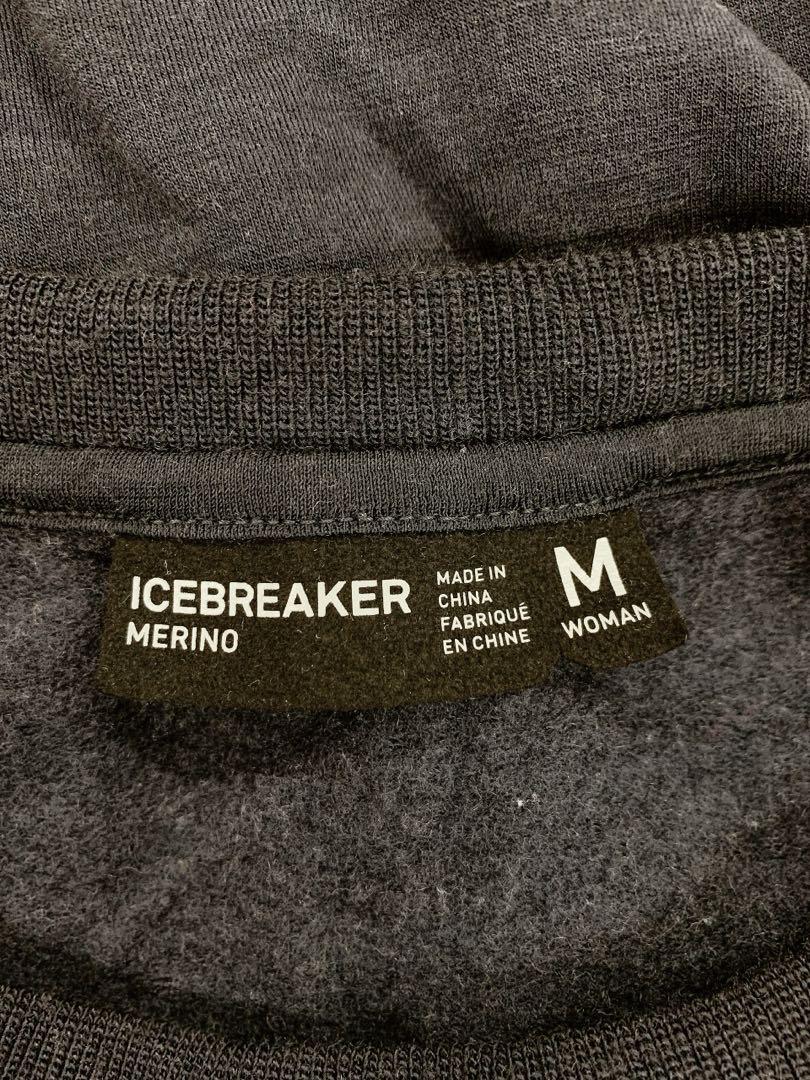 ICEBREAKER
MERINO
MADE IN
CHINA
FABRIQUÉ
EN CHINE
M
WOMAN